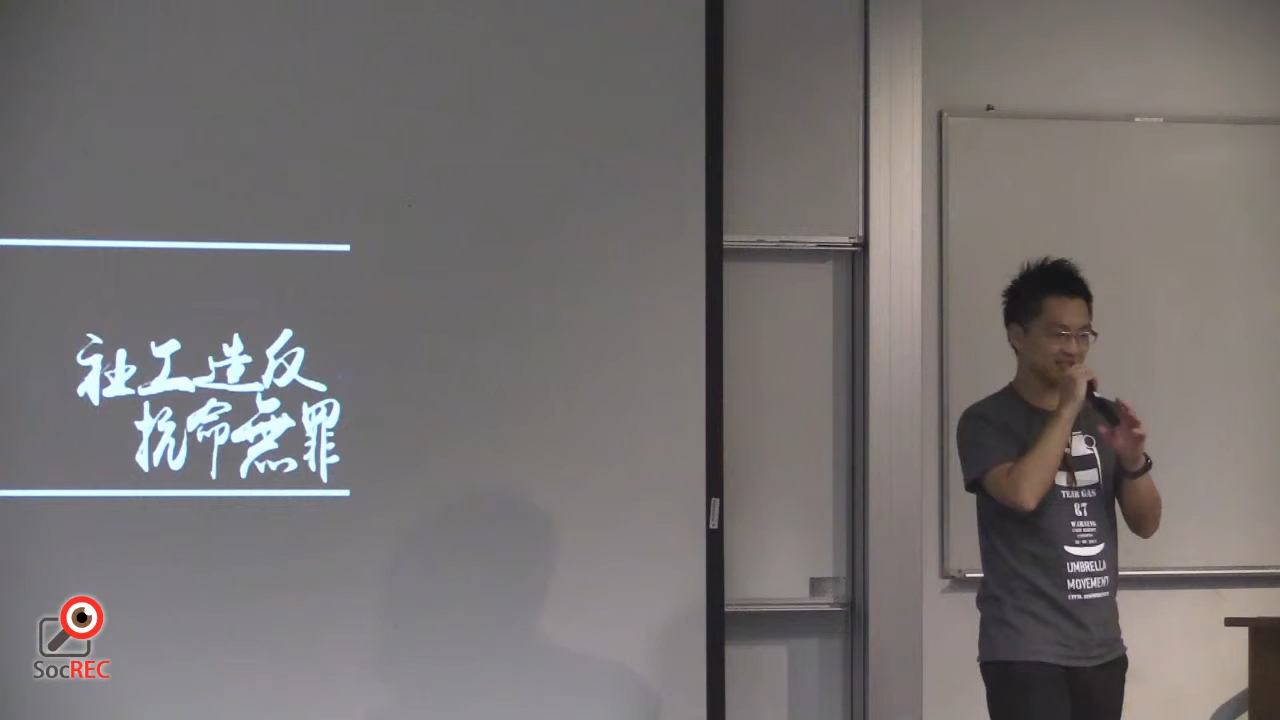 社工造反
抗命無罪
TEAR GAS
87
WARNING
UMBRELLA
MOVEMENT
SocREC